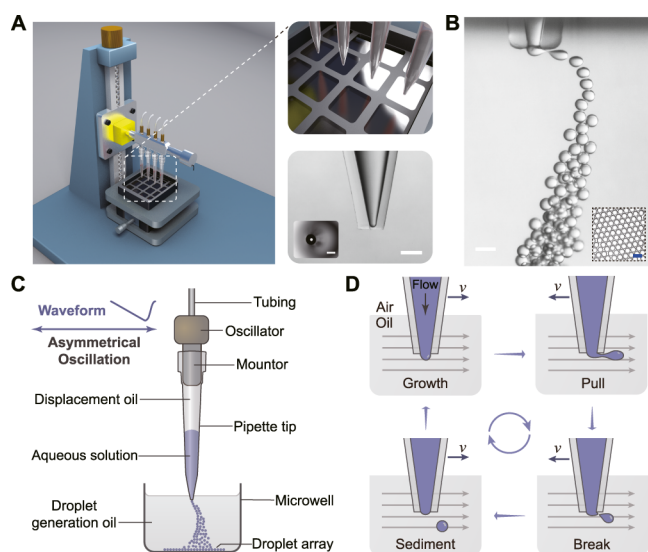 A
B
C
Waveform
Asymmetrical
Oscillation
Tubing
Oscillator
Mountor
Displacement oil
Pipette tip
Aqueous solution
Microwell
Droplet
generation oil
Droplet array
D
Flow
v
v
Air
Oil
Growth
Pull
v
v
Sediment
Break